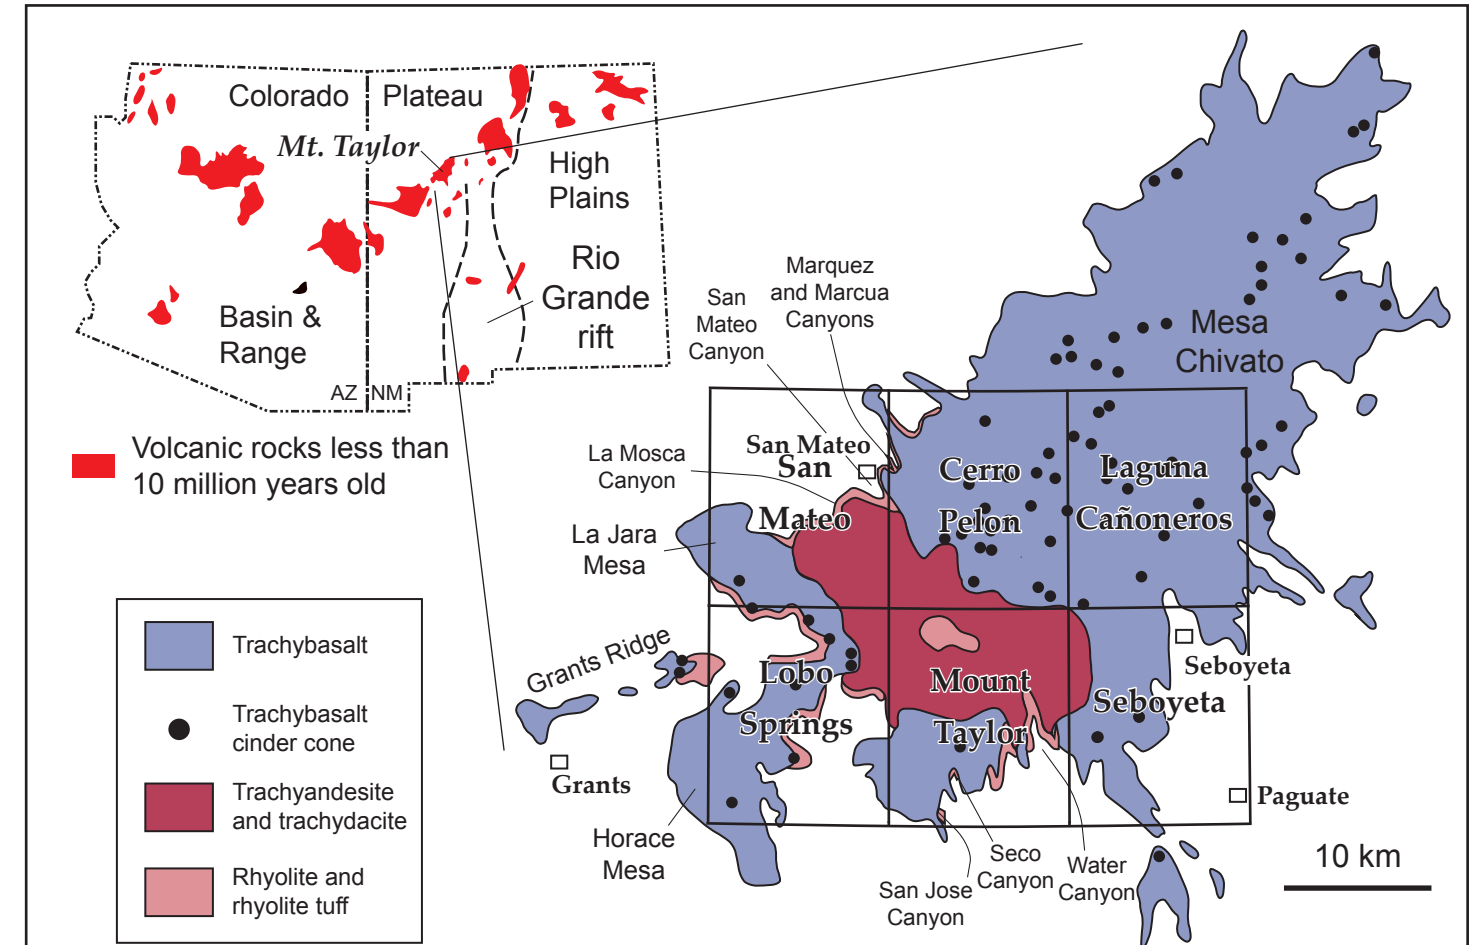 Colorado
Plateau
Mt. Taylor
High
Plains
Rio
Grande
rift
Basin &
Range
AZ
NM
Volcanic rocks less than
10 million years old
Marquez
and Marcua
Canyons
San
Mateo
Canyon
Mesa
Chivato
La Mosca
Canyon
San Mateo
San
Mateo
Cerro
Pelon
Laguna
Cañoneros
La Jara
Mesa
Grants Ridge
Lobo
Springs
Mount
Taylor
Seboyeta
Seboyeta
Grants
Paguate
Horace
Mesa
San Jose
Canyon
Seco
Canyon
Water
Canyon
10 km
Trachybasalt
Trachybasalt
cinder cone
Trachyandesite
and trachydacite
Rhyolite and
rhyolite tuff